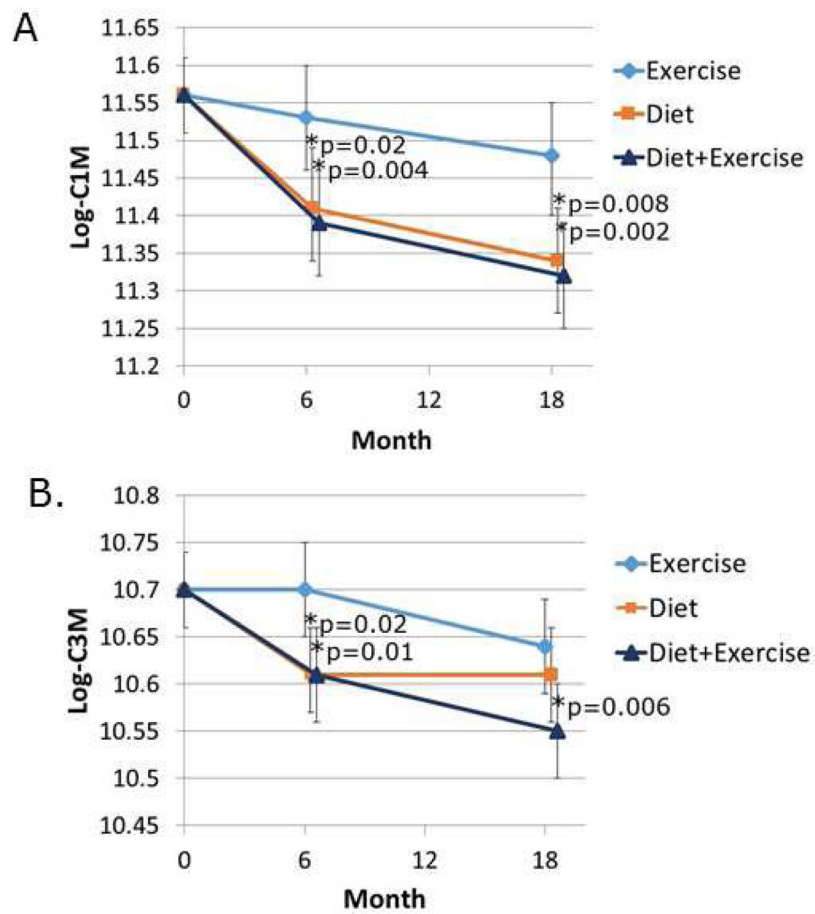 A
11.65
11.6
11.55
11.5
11.45
11.4
11.35
11.3
11.25
11.2
Log-C1M
*p=0.02
*p=0.004
*p=0.008
*p=0.002
0 6 12 18
Month
Exercise
Diet
Diet+Exercise
B.
10.8
10.75
10.7
10.65
10.6
10.55
10.5
10.45
Log-C3M
*p=0.02
*p=0.01
*p=0.006
0 6 12 18
Month
Exercise
Diet
Diet+Exercise